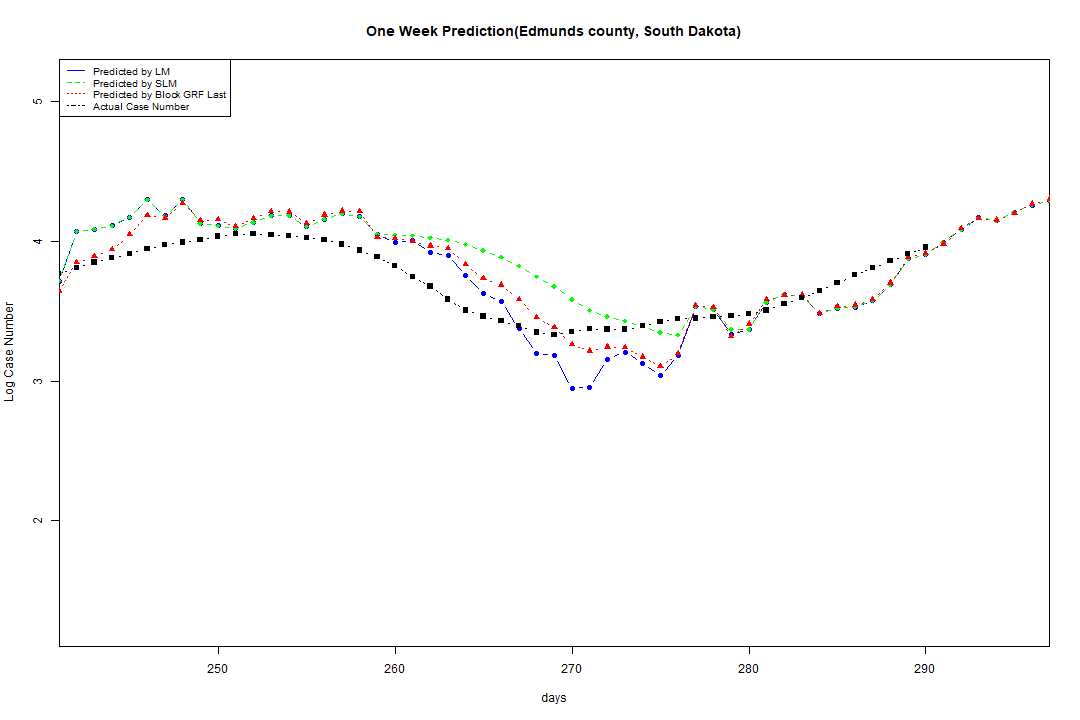 One Week Prediction(Edmunds county, South Dakota)
Predicted by LM
Predicted by SLM
Predicted by Block GRF Last
Actual Case Number
5
4
3
2
Log Case Number
250 260 270 280 290
days